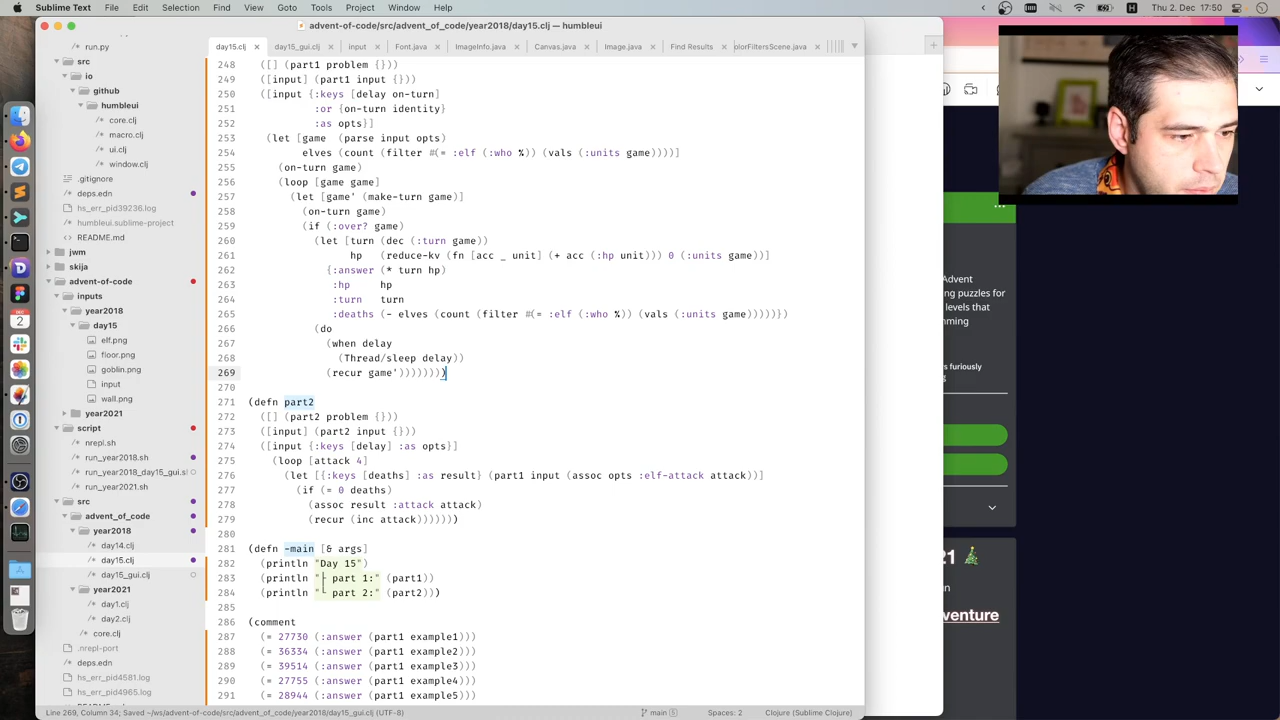 Sublime Text File Edit Selection Find View Goto Tools Project Window Help
Thu 2. Dec 17:50
advent-of-code/src/advent_of_code/year2018/day15.clj — humbleui
day15.clj day15_gui.clj input Font.java ImageInfo.java Canvas.java Image.java Find Results olorFiltersScene.java
run.py
src
io
github
humbleui
core.clj
macro.clj
ui.clj
window.clj
.gitignore
deps.edn
hs_err_pid39236.log
humbleui.sublime-project
README.md
jwm
skija
advent-of-code
inputs
year2018
day15
elf.png
floor.png
goblin.png
input
wall.png
year2021
script
nrepl.sh
run_year2018.sh
run_year2018_day15_gui.sh
run_year2021.sh
src
advent_of_code
year2018
day14.clj
day15.clj
day15_gui.clj
year2021
day1.clj
day2.clj
core.clj
.nrepl-port
deps.edn
hs_err_pid4581.log
hs_err_pid4965.log
248 ([] (part1 problem {}))
249 ([input] (part1 input {}))
250 ([input {:keys [delay on-turn]
251 :or {on-turn identity}
252 :as opts}]
253 (let [game (parse input opts)
254 elves (count (filter #(= :elf (:who %)) (vals (:units game))))]
255 (on-turn game)
256 (loop [game game]
257 (let [game' (make-turn game)]
258 (on-turn game)
259 (if (:over? game)
260 (let [turn (dec (:turn game))
261 hp (reduce-kv (fn [acc _ unit] (+ acc (:hp unit))) 0 (:units game))]
262 {:answer (* turn hp)
263 :hp hp
264 :turn turn
265 :deaths (- elves (count (filter #(= :elf (:who %)) (vals (:units game)))))})
266 (do
267 (when delay
268 (Thread/sleep delay))
269 (recur game'))))))))
270
271 (defn part2
272 ([] (part2 problem {}))
273 ([input] (part2 input {}))
274 ([input {:keys [delay] :as opts}]
275 (loop [attack 4]
276 (let [{:keys [deaths] :as result} (part1 input (assoc opts :elf-attack attack))]
277 (if (= 0 deaths)
278 (assoc result :attack attack)
279 (recur (inc attack))))))
280
281 (defn -main [& args]
282 (println "Day 15")
283 (println "├ part 1:" (part1))
284 (println "└ part 2:" (part2)))
285
286 (comment
287 (= 27730 (:answer (part1 example1)))
288 (= 36334 (:answer (part1 example2)))
289 (= 39514 (:answer (part1 example3)))
290 (= 27755 (:answer (part1 example4)))
291 (= 28944 (:answer (part1 example5)))
Line 269, Column 34; Saved ~/ws/advent-of-code/src/advent_of_code/year2018/day15_gui.clj (UTF-8)
main 5
Spaces: 2
Clojure (Sublime Clojure)
Advent
ng puzzles for
levels that
mming
s furiously
21
n
venture
DEC
2